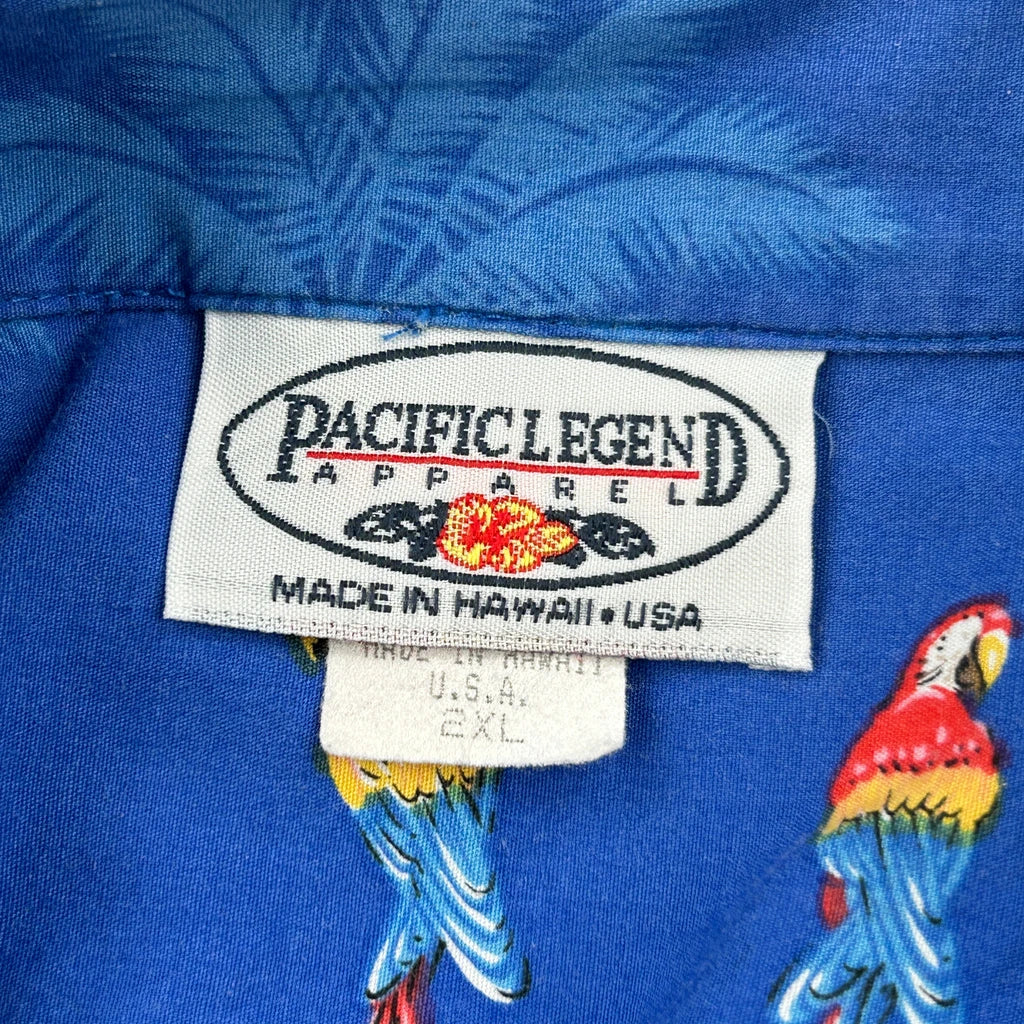 PACIFIC LEGEND
APPAREL
MADE IN HAWAII • USA
MADE IN HAWAII
U.S.A.
2XL